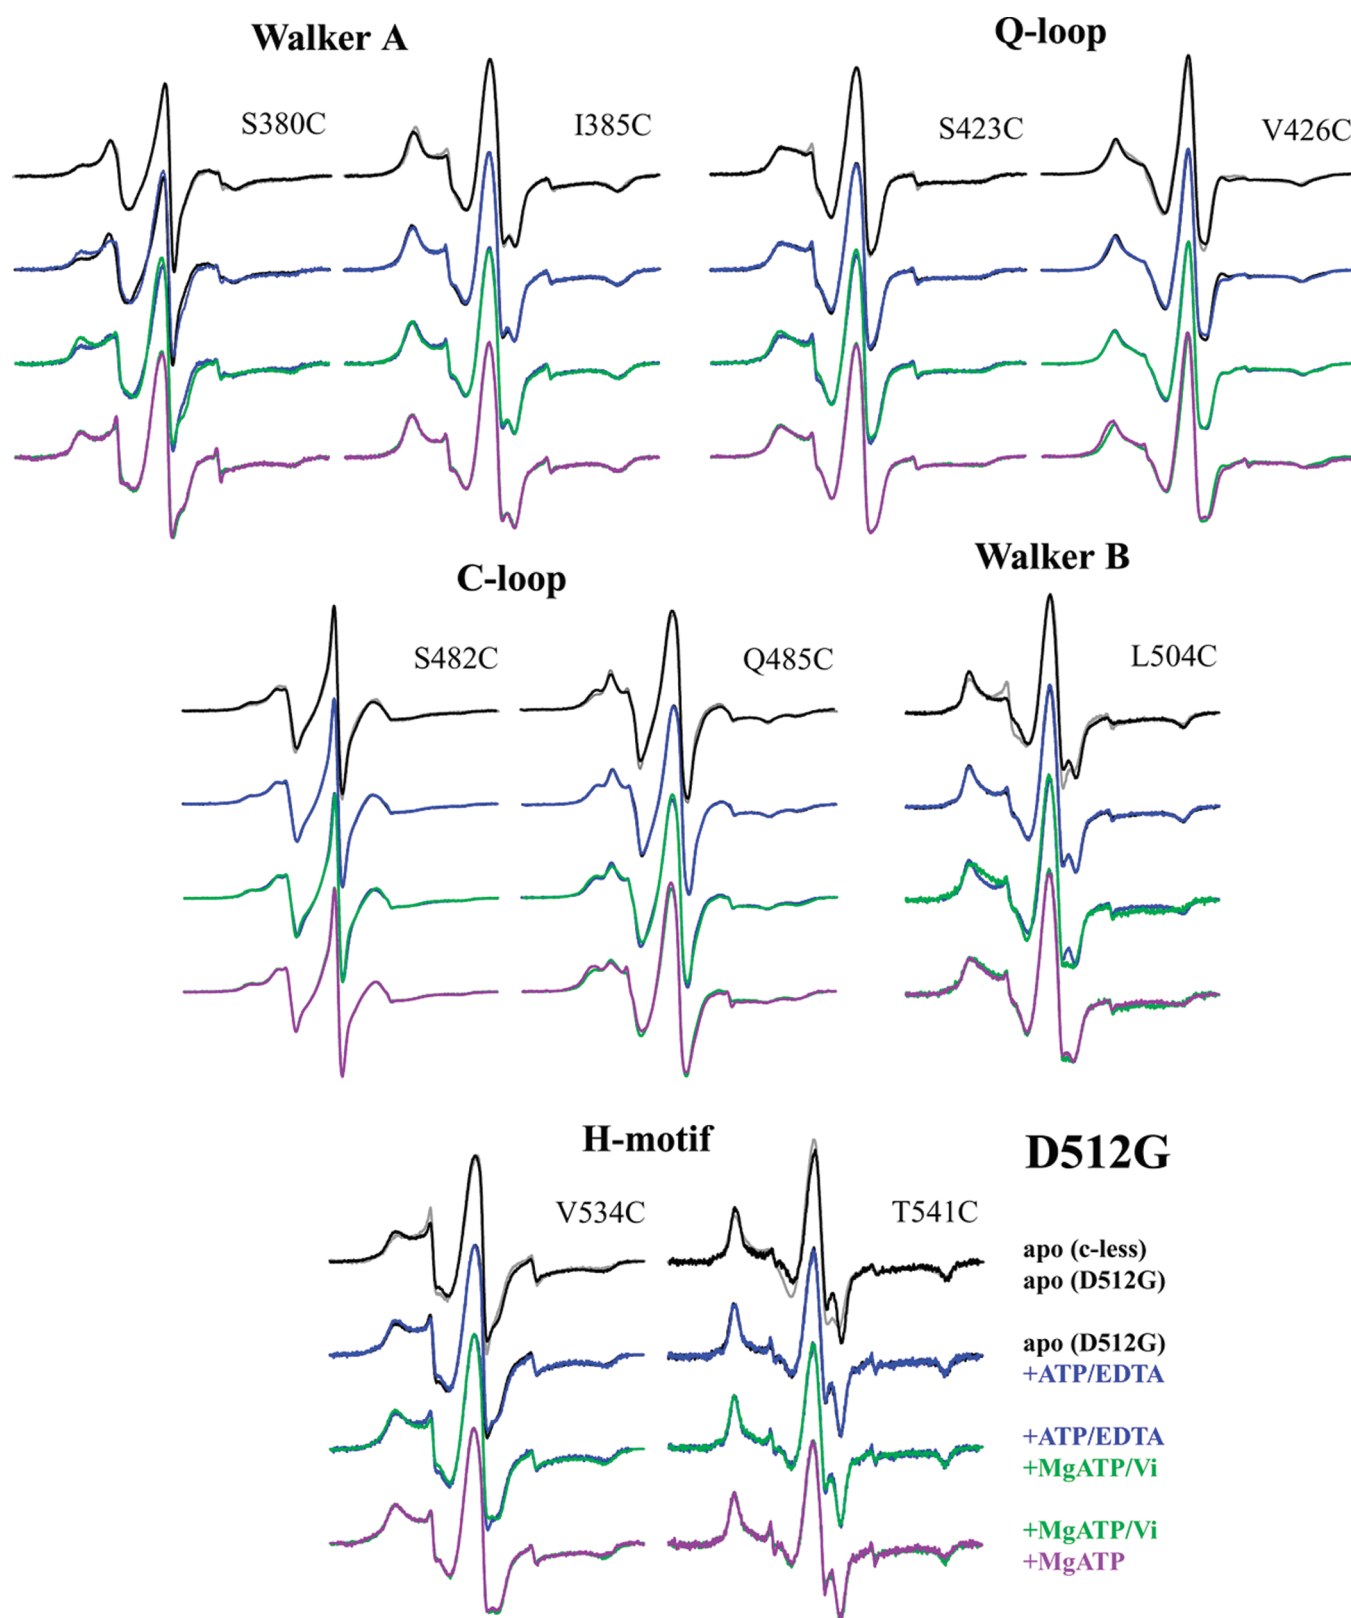 Walker A
Q-loop
S380C
I385C
S423C
V426C
C-loop
Walker B
S482C
Q485C
L504C
H-motif
D512G
V534C
T541C
apo (c-less)
apo (D512G)
apo (D512G)
+ATP/EDTA
+ATP/EDTA
+MgATP/Vi
+MgATP/Vi
+MgATP